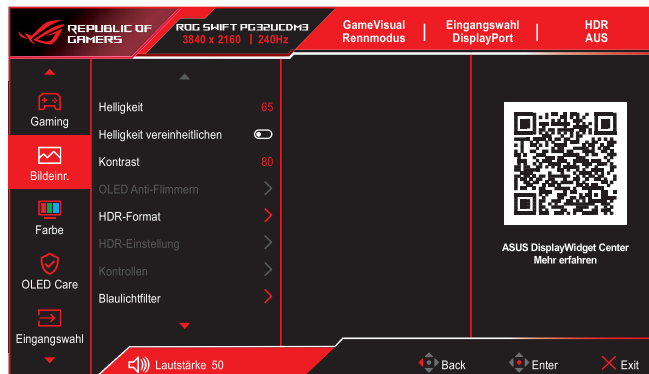 REPUBLIC OF
GAMERS
ROG SWIFT PG32UCDM3
3840 x 2160 | 240Hz
GameVisual
Rennmodus
Eingangswahl
DisplayPort
HDR
AUS
Gaming
Bildeinr.
Farbe
OLED Care
Eingangswahl
Helligkeit 65
Helligkeit vereinheitlichen
Kontrast 80
OLED Anti-Flimmern
HDR-Format
HDR-Einstellung
Kontrollen
Blaulichtfilter
ASUS DisplayWidget Center
Mehr erfahren
Lautstärke 50
Back
Enter
Exit